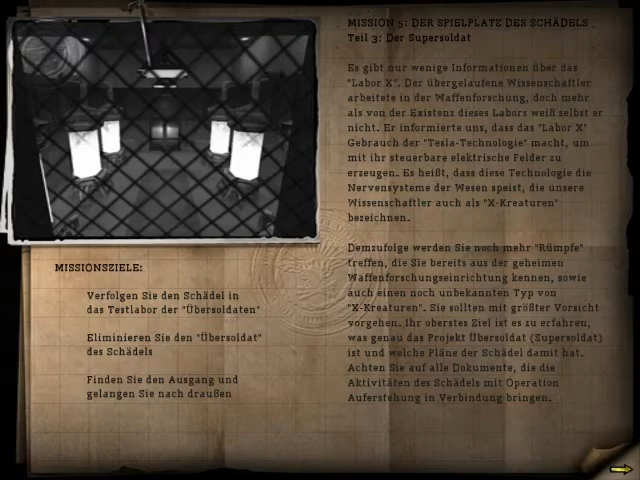 MISSION 5: DER SPIELPLATZ DES SCHÄDELS
Teil 3: Der Supersoldat
Es gibt nur wenige Informationen über das
"Labor X". Der übergelaufene Wissenschaftler
arbeitete in der Waffenforschung, doch mehr
als von der Existenz dieses Labors weiß selbst er
nicht. Er informierte uns, dass das "Labor X"
Gebrauch der "Tesla-Technologie" macht, um
mit ihr steuerbare elektrische Felder zu
erzeugen. Es heißt, dass diese Technologie die
Nervensysteme der Wesen speist, die unsere
Wissenschaftler auch als "X-Kreaturen"
bezeichnen.
Demzufolge werden Sie noch mehr "Rümpfe"
treffen, die Sie bereits aus der geheimen
Waffenforschungseinrichtung kennen, sowie
auch einen noch unbekannten Typ von
"X-Kreaturen". Sie sollten mit größter Vorsicht
vorgehen. Ihr oberstes Ziel ist es zu erfahren,
was genau das Projekt Übersoldat (Supersoldat)
ist und welche Pläne der Schädel damit hat.
Achten Sie auf alle Dokumente, die die
Aktivitäten des Schädels mit Operation
Auferstehung in Verbindung bringen.
MISSIONSZIELE:
Verfolgen Sie den Schädel in
das Testlabor der "Übersoldaten"
Eliminieren Sie den "Übersoldat"
des Schädels
Finden Sie den Ausgang und
gelangen Sie nach draußen